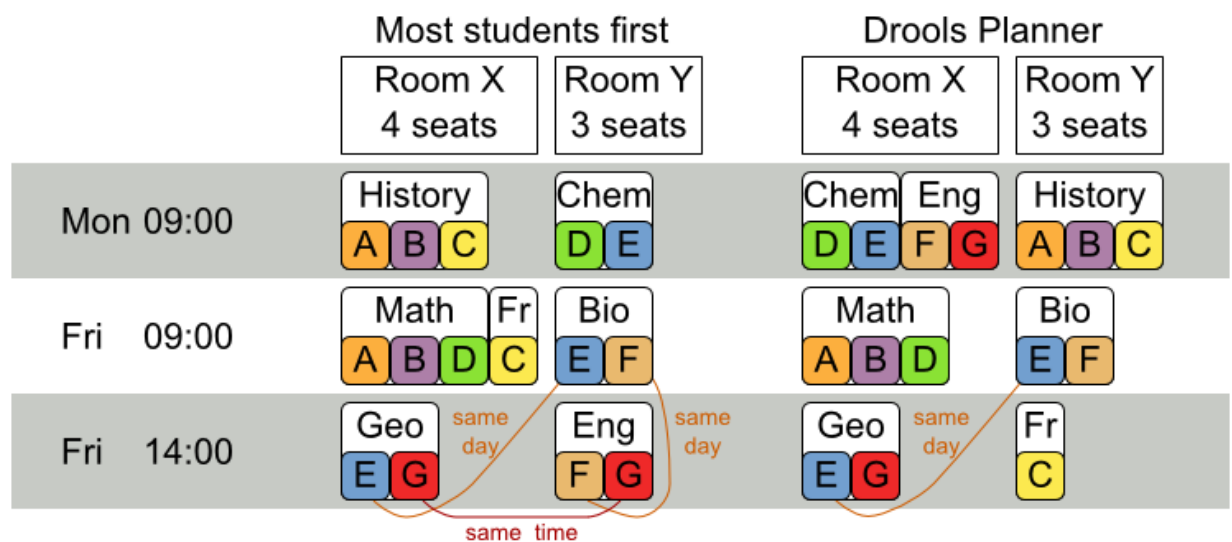 Most students first Drools Planner
Room X Room Y Room X Room Y
4 seats 3 seats 4 seats 3 seats
Mon 09:00 History Chem Chem Eng History
A B C D E D E F G A B C
Fri 09:00 Math Fr Bio Math Bio
A B D C E F A B D E F
Fri 14:00 Geo same day Eng same day Geo same day Fr
E G F G E G C
same time